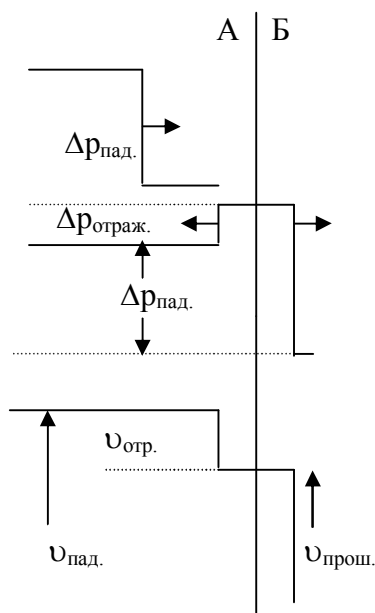 А Б
Δpпад.
Δpотраж.
Δpпад.
υотр.
υпад.
υпрош.